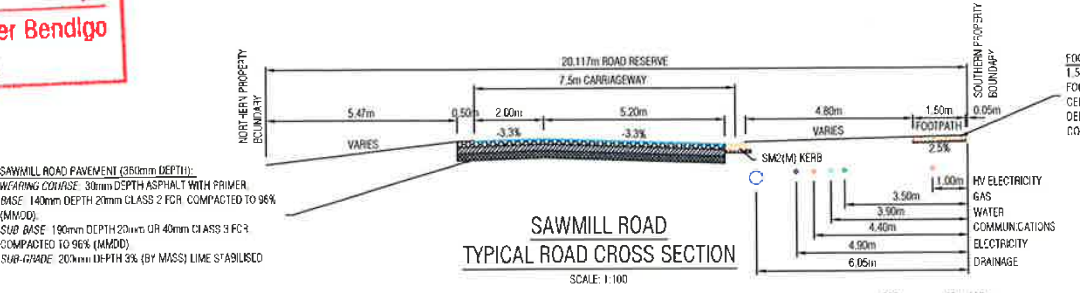 er Bendigo
NORTHERN PROPERTY
BOUNDARY
20.117m ROAD RESERVE
7.5m CARRIAGEWAY
5.47m
0.50m
2.00m
5.20m
4.80m
1.50m
0.05m
SOUTHERN PROPERTY
BOUNDARY
VARIES
-3.3%
-3.3%
VARIES
FOOTPATH
2.5%
SM2(M) KERB
SAWMILL ROAD PAVEMENT (360mm DEPTH):
WEARING COURSE: 30mm DEPTH ASPHALT WITH PRIMER.
BASE: 140mm DEPTH 20mm CLASS 2 FCR. COMPACTED TO 96%
(MMDD).
SUB BASE: 190mm DEPTH 20mm OR 40mm CLASS 3 FCR.
COMPACTED TO 96% (MMDD)
SUB-GRADE: 200mm DEPTH 3% (BY MASS) LIME STABILISED
1.00m
HV ELECTRICITY
3.50m
GAS
3.90m
WATER
4.40m
COMMUNICATIONS
4.90m
ELECTRICITY
6.05m
DRAINAGE
SAWMILL ROAD
TYPICAL ROAD CROSS SECTION
SCALE: 1:100
1.5